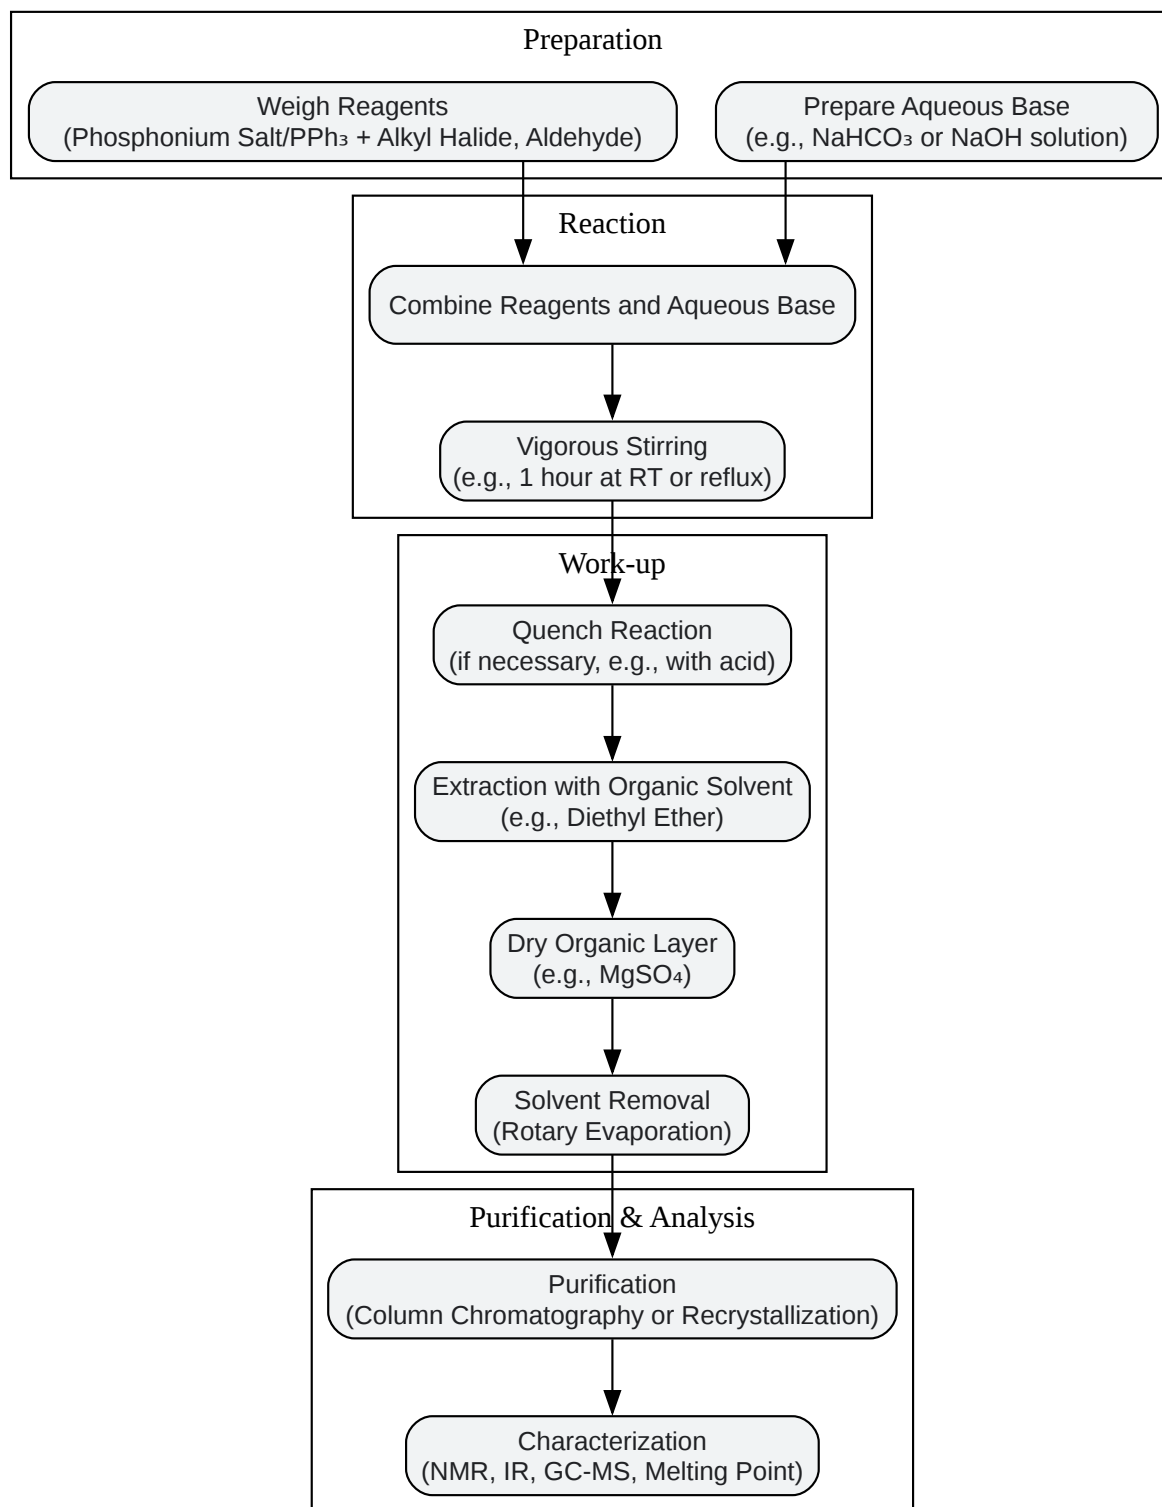 Preparation
Weigh Reagents
(Phosphonium Salt/PPh₃ + Alkyl Halide, Aldehyde)
Prepare Aqueous Base
(e.g., NaHCO₃ or NaOH solution)
Reaction
Combine Reagents and Aqueous Base
Vigorous Stirring
(e.g., 1 hour at RT or reflux)
Work-up
Quench Reaction
(if necessary, e.g., with acid)
Extraction with Organic Solvent
(e.g., Diethyl Ether)
Dry Organic Layer
(e.g., MgSO₄)
Solvent Removal
(Rotary Evaporation)
Purification & Analysis
Purification
(Column Chromatography or Recrystallization)
Characterization
(NMR, IR, GC-MS, Melting Point)